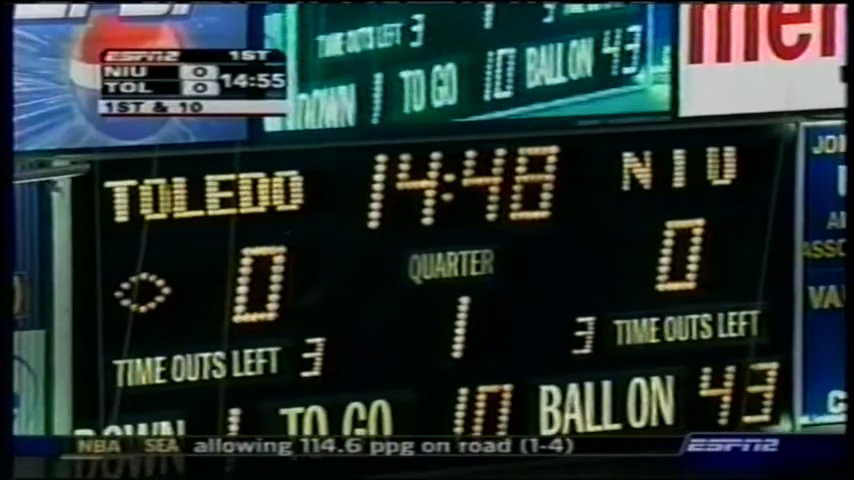 ESPN2 1ST
NIU 0
TOL 0 14:55
1ST & 10
TIME OUTS LEFT 3 1
DOWN 1 TO GO 10 BALL ON 43
TOLEDO 14:48 NIU
0 QUARTER 0
TIME OUTS LEFT 3 1 3 TIME OUTS LEFT
DOWN 1 TO GO 10 BALL ON 43
NBA SEA allowing 114.6 ppg on road (1-4) ESPN2